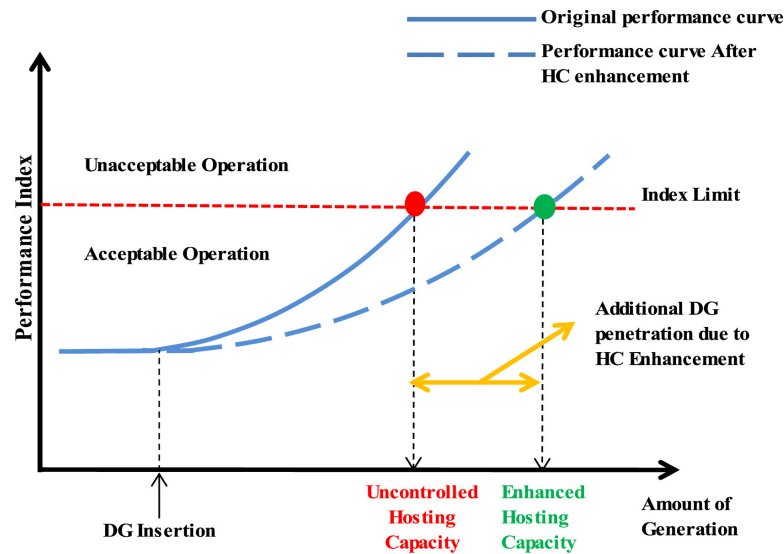 Original performance curve
Performance curve After
HC enhancement
Performance Index
Unacceptable Operation
Index Limit
Acceptable Operation
Additional DG
penetration due to
HC Enhancement
DG Insertion
Uncontrolled
Hosting
Capacity
Enhanced
Hosting
Capacity
Amount of
Generation